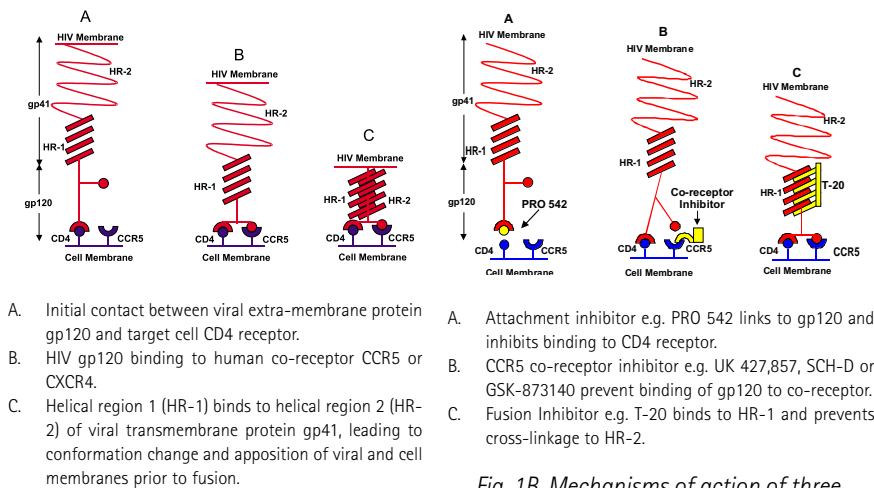 A
HIV Membrane
HR-2
gp41
HR-1
gp120
CD4
CCR5
Cell Membrane
B
HIV Membrane
HR-2
HR-1
CD4
CCR5
Cell Membrane
C
HIV Membrane
HR-1
HR-2
CD4
CCR5
Cell Membrane
A. Initial contact between viral extra-membrane protein
gp120 and target cell CD4 receptor.
B. HIV gp120 binding to human co-receptor CCR5 or
CXCR4.
C. Helical region 1 (HR-1) binds to helical region 2 (HR-
2) of viral transmembrane protein gp41, leading to
conformation change and apposition of viral and cell
membranes prior to fusion.
A
HIV Membrane
HR-2
gp41
HR-1
gp120
PRO 542
CD4
CCR5
Cell Membrane
B
HIV Membrane
HR-2
HR-1
Co-receptor
Inhibitor
CD4
CCR5
Cell Membrane
C
HIV Membrane
HR-2
HR-1
T-20
CD4
CCR5
Cell Membrane
A. Attachment inhibitor e.g. PRO 542 links to gp120 and
inhibits binding to CD4 receptor.
B. CCR5 co-receptor inhibitor e.g. UK 427,857, SCH-D or
GSK-873140 prevent binding of gp120 to co-receptor.
C. Fusion Inhibitor e.g. T-20 binds to HR-1 and prevents
cross-linkage to HR-2.
Fig. 1B. Mechanisms of action of three